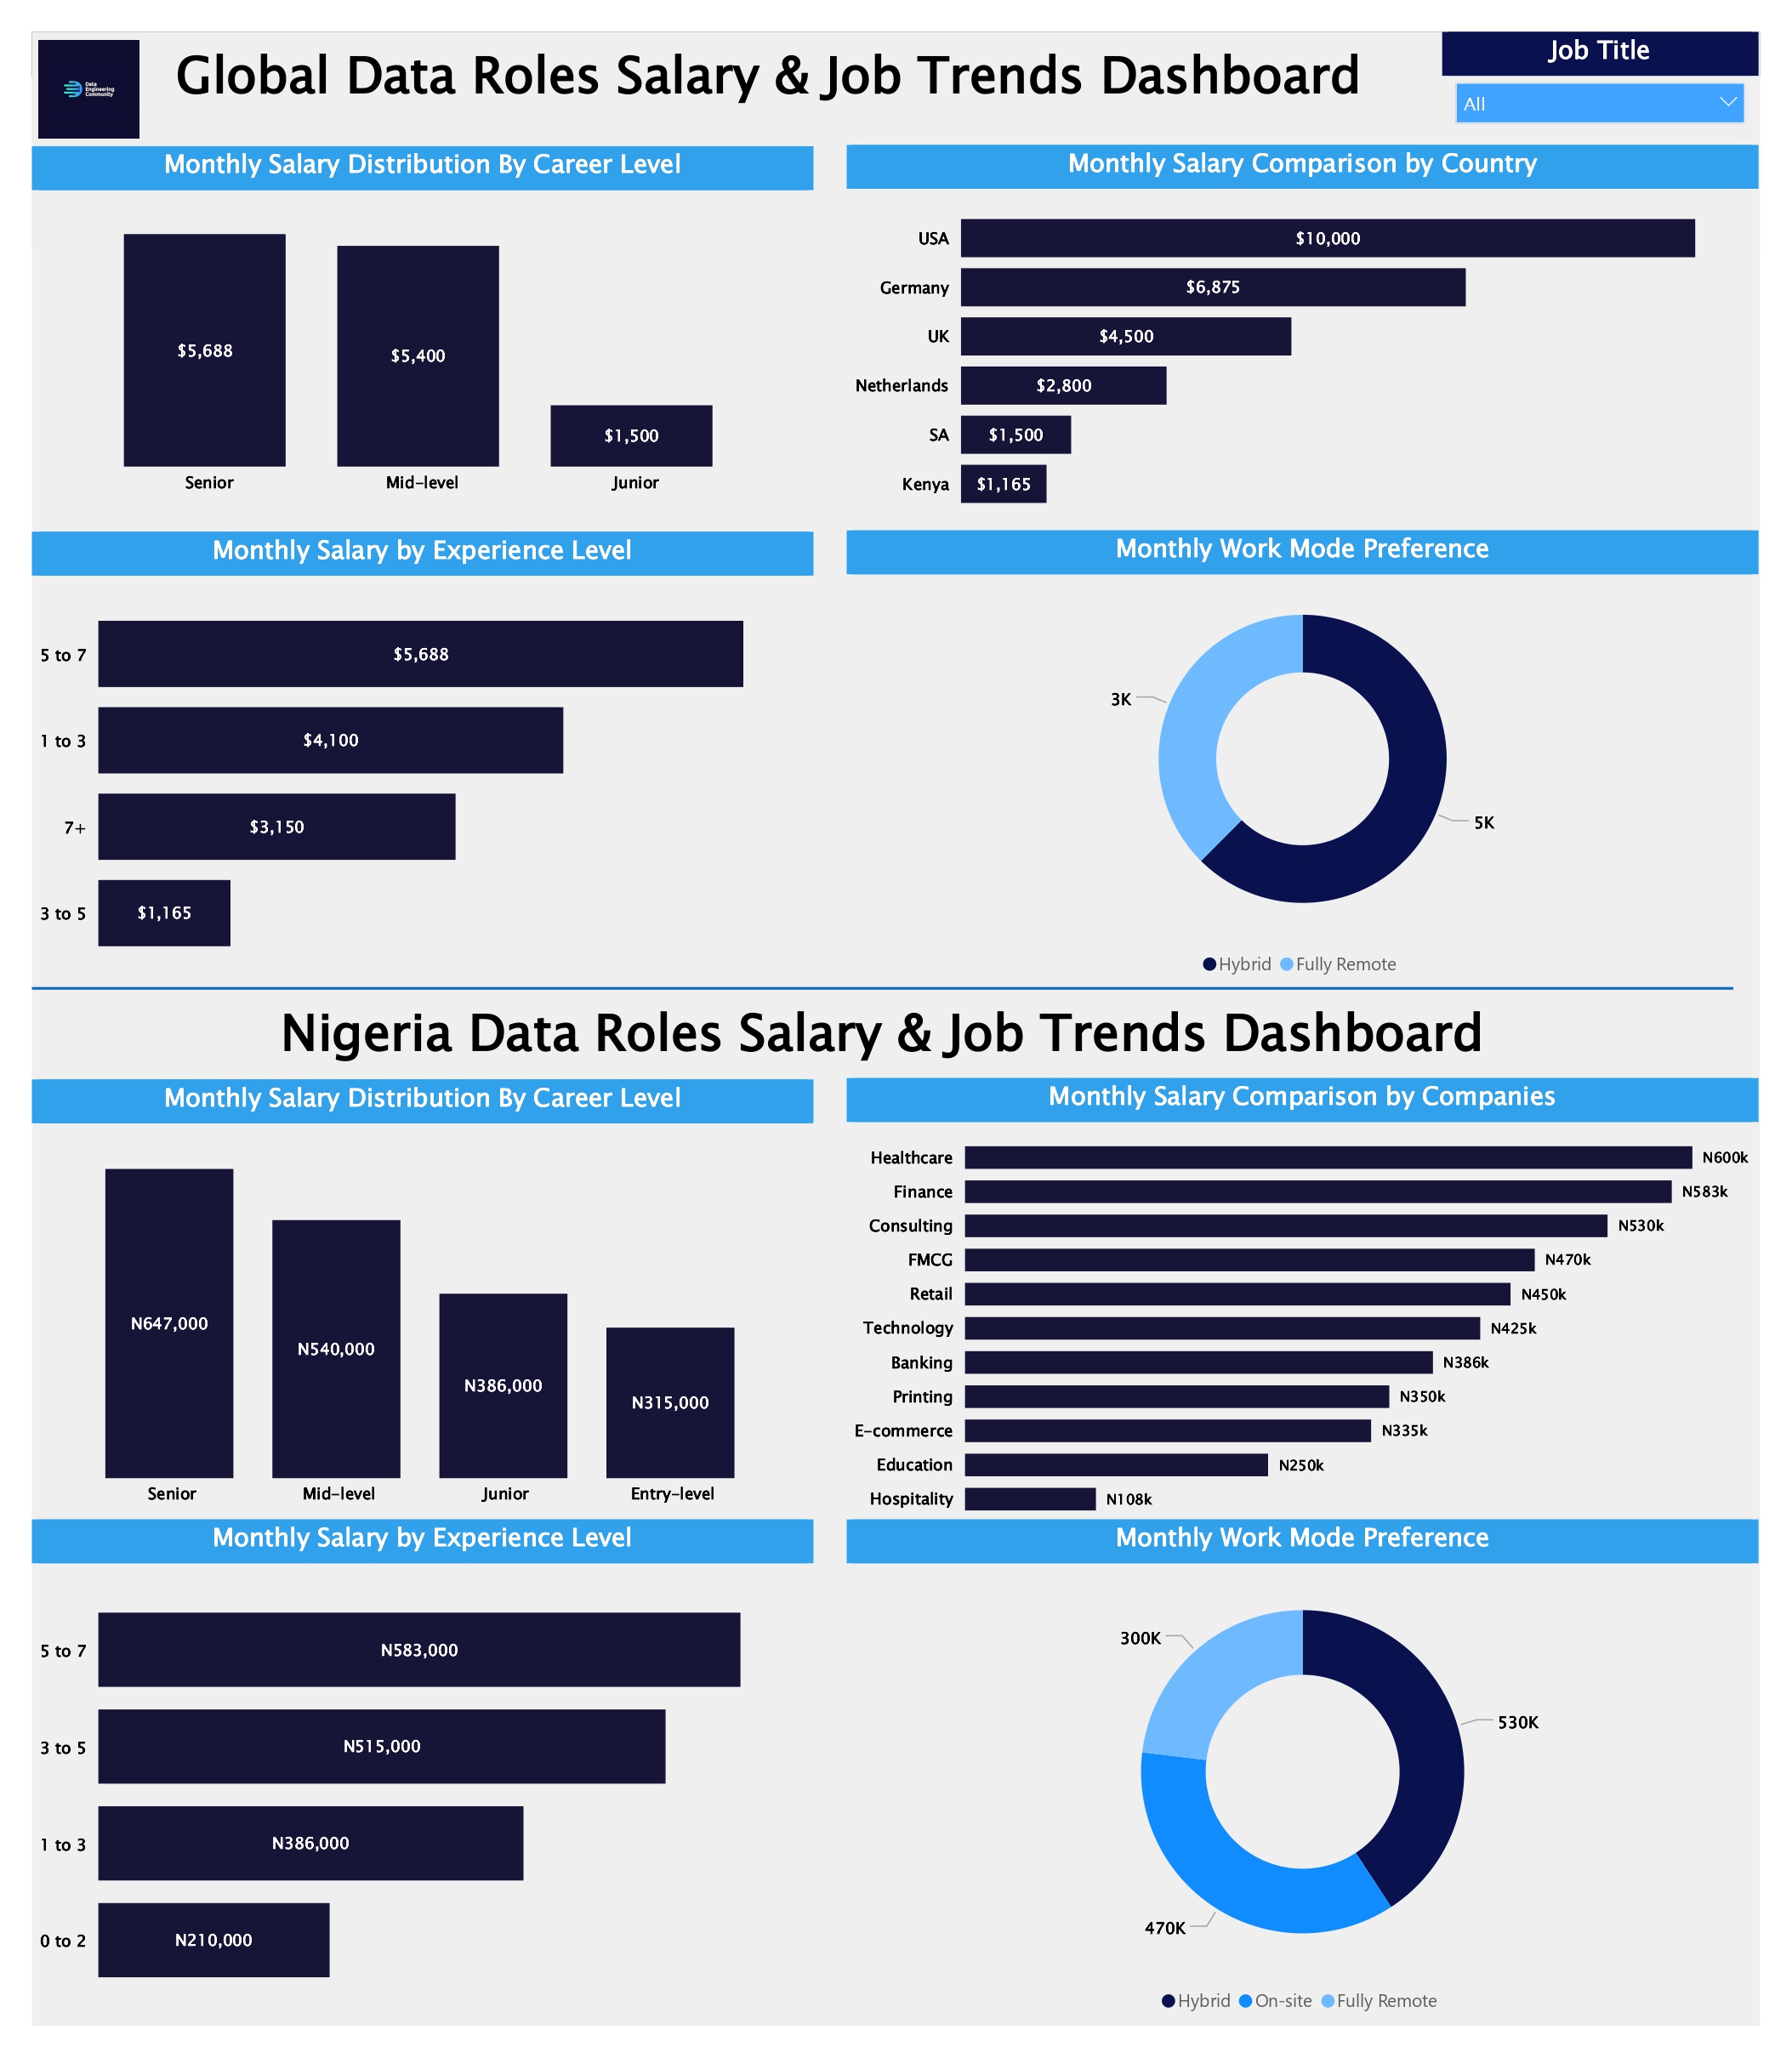 Data
Engineering
Community
Global Data Roles Salary & Job Trends Dashboard
Job Title
All
Monthly Salary Distribution By Career Level
$5,688
$5,400
$1,500
Senior
Mid-level
Junior
Monthly Salary Comparison by Country
USA $10,000
Germany $6,875
UK $4,500
Netherlands $2,800
SA $1,500
Kenya $1,165
Monthly Salary by Experience Level
5 to 7 $5,688
1 to 3 $4,100
7+ $3,150
3 to 5 $1,165
Monthly Work Mode Preference
3K
5K
Hybrid Fully Remote
Nigeria Data Roles Salary & Job Trends Dashboard
Monthly Salary Distribution By Career Level
N647,000
N540,000
N386,000
N315,000
Senior
Mid-level
Junior
Entry-level
Monthly Salary Comparison by Companies
Healthcare N600k
Finance N583k
Consulting N530k
FMCG N470k
Retail N450k
Technology N425k
Banking N386k
Printing N350k
E-commerce N335k
Education N250k
Hospitality N108k
Monthly Salary by Experience Level
5 to 7 N583,000
3 to 5 N515,000
1 to 3 N386,000
0 to 2 N210,000
Monthly Work Mode Preference
300K
530K
470K
Hybrid On-site Fully Remote